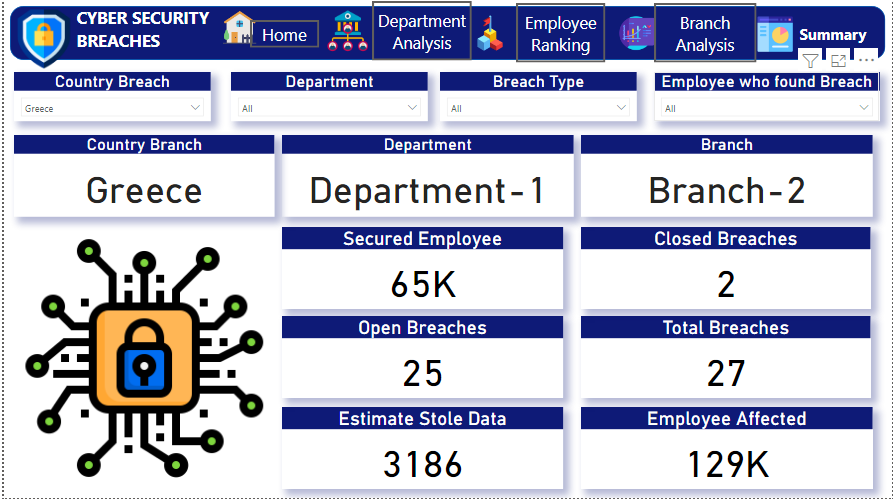 CYBER SECURITY
BREACHES
Home
Department
Analysis
Employee
Ranking
Branch
Analysis
Summary
Country Breach
Department
Breach Type
Employee who found Breach
Greece
All
All
All
Country Branch
Department
Branch
Greece
Department-1
Branch-2
Secured Employee
Closed Breaches
65K
2
Open Breaches
Total Breaches
25
27
Estimate Stole Data
Employee Affected
3186
129K